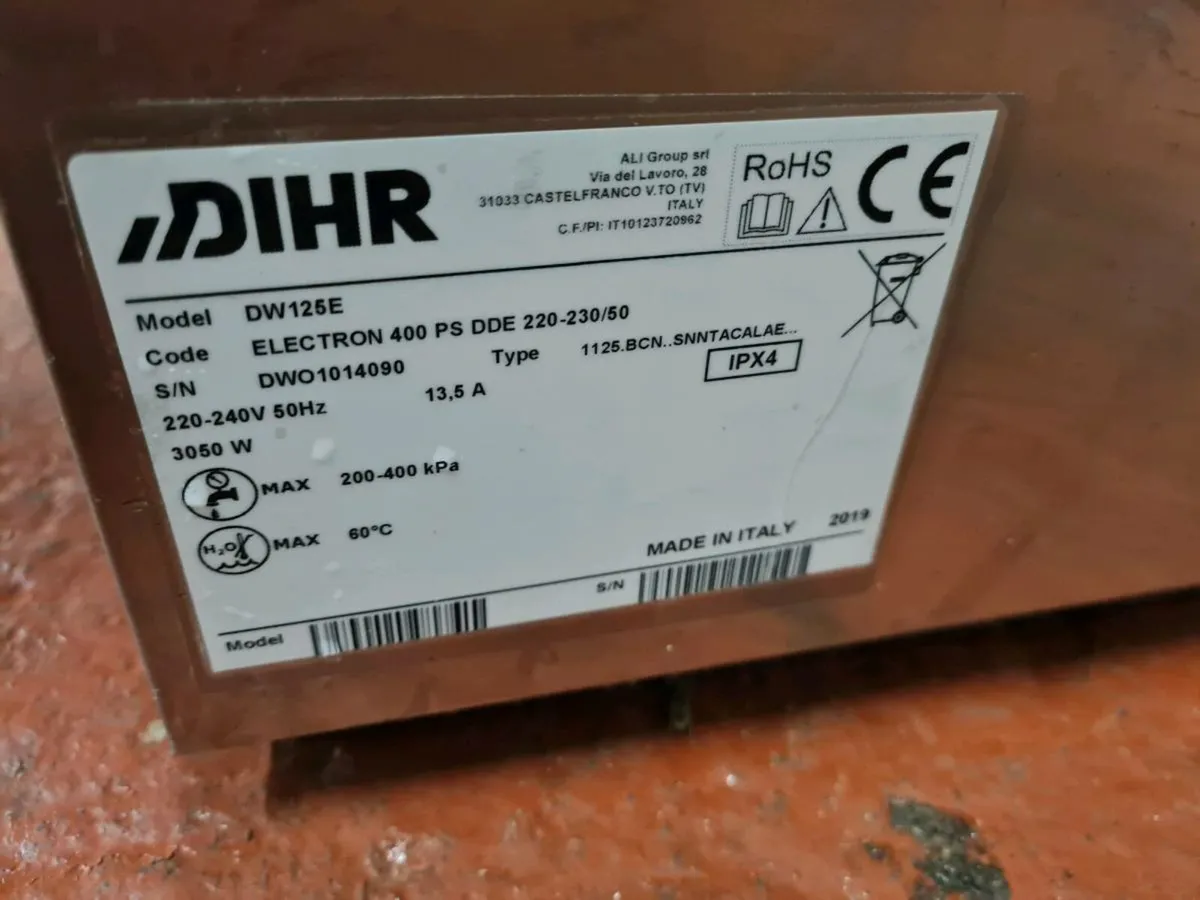 DIHR
ALI Group srl
Via del Lavoro, 28
31033 CASTELFRANCO V.TO (TV)
ITALY
C.F./PI: IT10123720962
RoHS
CE
Model DW125E
Code ELECTRON 400 PS DDE 220-230/50
S/N DWO1014090 Type 1125.BCN..SNNTACALAE...
220-240V 50Hz 13,5 A IPX4
3050 W
MAX 200-400 kPa
H₂O MAX 60°C
MADE IN ITALY 2019
Model S/N